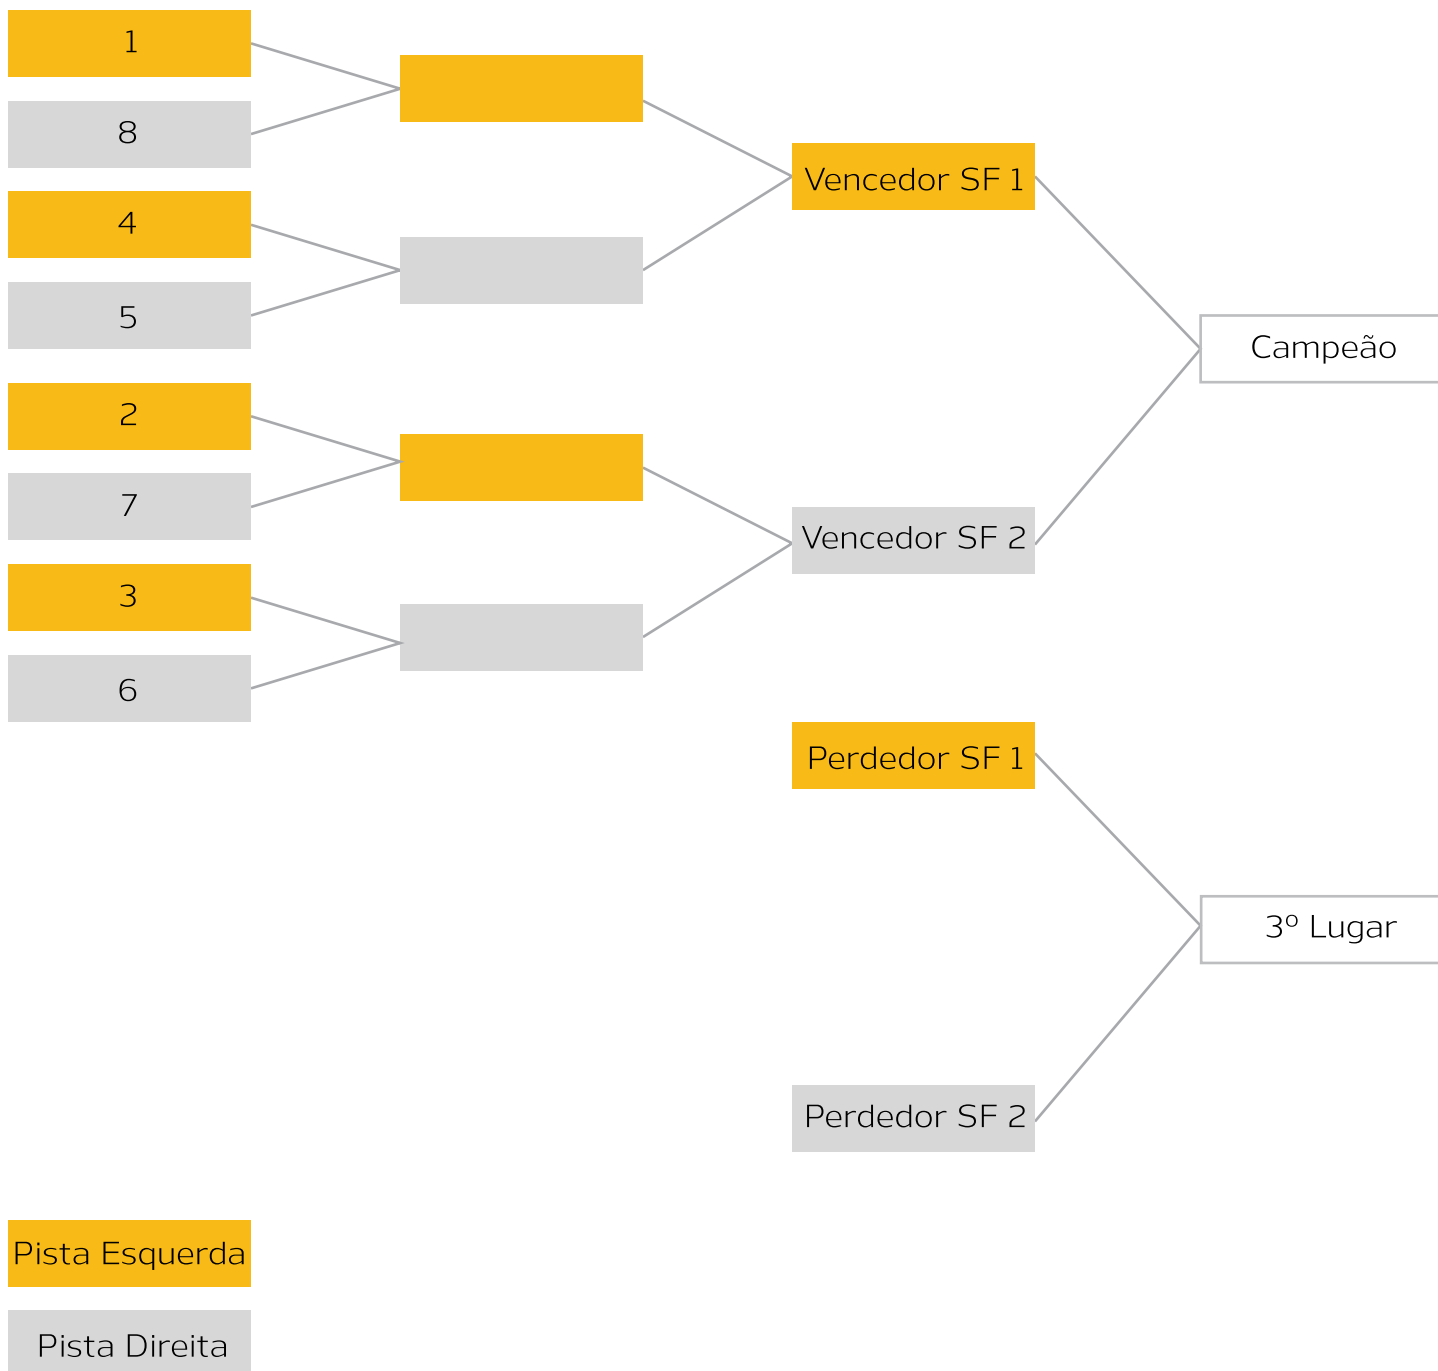 1
8
4
5
2
7
3
6
Vencedor SF 1
Vencedor SF 2
Campeão
Perdedor SF 1
Perdedor SF 2
3º Lugar
Pista Esquerda
Pista Direita